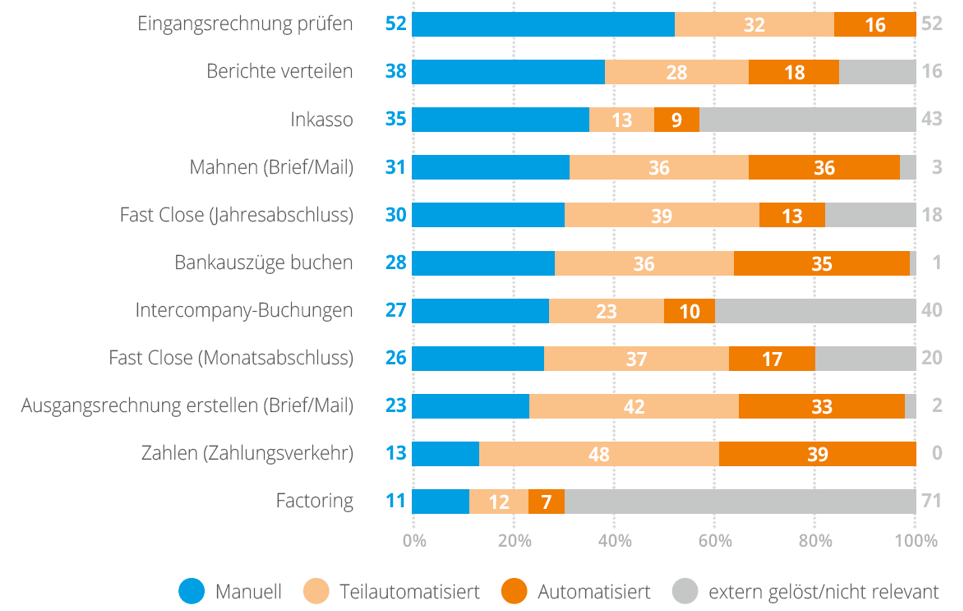 Eingangsrechnung prüfen 52 32 16 52
Berichte verteilen 38 28 18 16
Inkasso 35 13 9 43
Mahnen (Brief/Mail) 31 36 36 3
Fast Close (Jahresabschluss) 30 39 13 18
Bankauszüge buchen 28 36 35 1
Intercompany-Buchungen 27 23 10 40
Fast Close (Monatsabschluss) 26 37 17 20
Ausgangsrechnung erstellen (Brief/Mail) 23 42 33 2
Zahlen (Zahlungsverkehr) 13 48 39 0
Factoring 11 12 7 71
0% 20% 40% 60% 80% 100%
Manuell Teilautomatisiert Automatisiert extern gelöst/nicht relevant